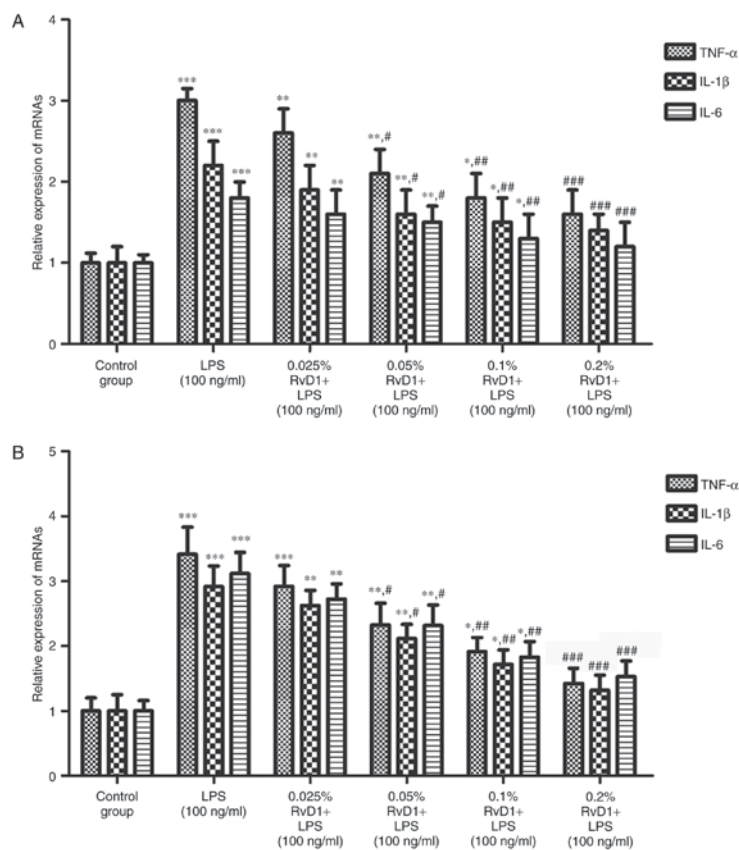 A
4
3
2
1
0
Relative expression of mRNAs
TNF-α
IL-1β
IL-6
***
***
***
**
**
**
**,#
**,#
**,#
*,##
*,##
*,##
###
###
###
Control
group
LPS
(100 ng/ml)
0.025%
RvD1+
LPS
(100 ng/ml)
0.05%
RvD1+
LPS
(100 ng/ml)
0.1%
RvD1+
LPS
(100 ng/ml)
0.2%
RvD1+
LPS
(100 ng/ml)
B
5
4
3
2
1
0
Relative expression of mRNAs
TNF-α
IL-1β
IL-6
***
***
***
***
**
**
**,#
**,#
**,#
*,##
*,##
*,##
###
###
###
Control
group
LPS
(100 ng/ml)
0.025%
RvD1+
LPS
(100 ng/ml)
0.05%
RvD1+
LPS
(100 ng/ml)
0.1%
RvD1+
LPS
(100 ng/ml)
0.2%
RvD1+
LPS
(100 ng/ml)